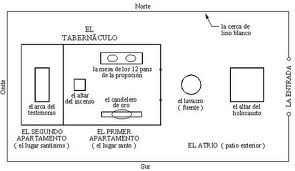 Norte
la cerca de
lino blanco
EL
TABERNÁCULO
la mesa de los 12 pans
de la proposición
el candelero
de oro
el altar
del incenso
el arca del
testimonio
el lavacro
( fuente )
el altar del
holocausto
EL SEGUNDO
APARTAMENTO
( el lugar santísimo )
EL PRIMER
APARTAMENTO
( el lugar santo )
EL ATRIO ( patio exterior )
Oeste
LA ENTRADA
Sur